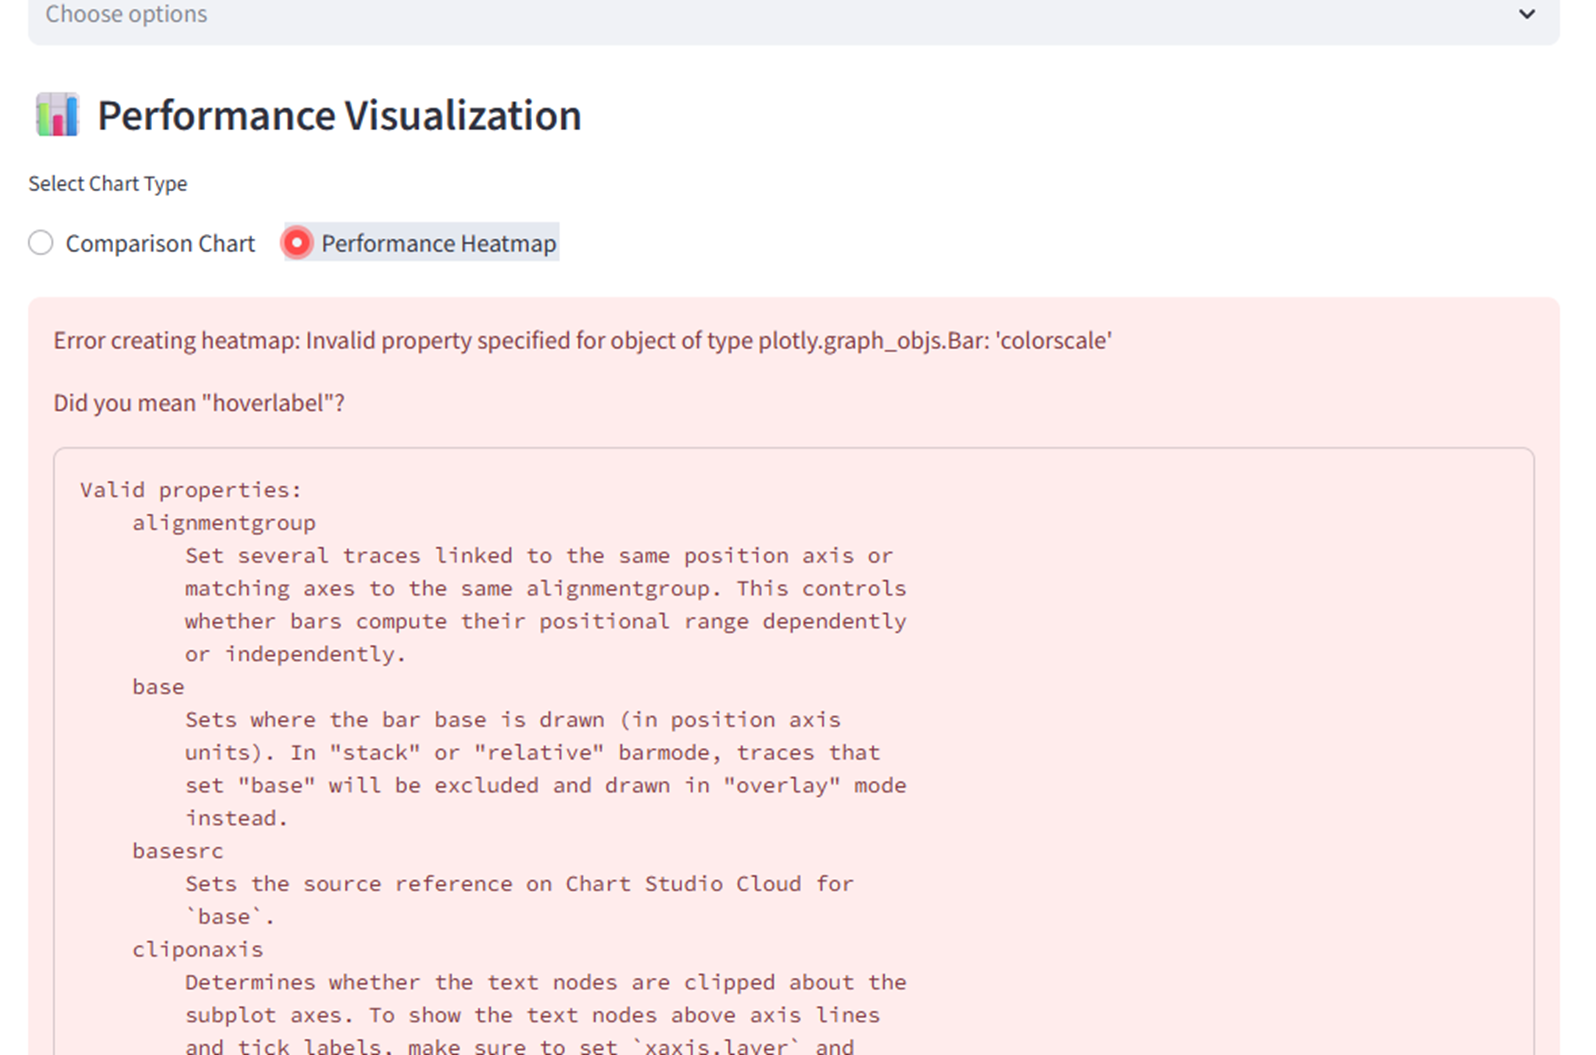 Choose options
Performance Visualization
Select Chart Type
Comparison Chart
Performance Heatmap
Error creating heatmap: Invalid property specified for object of type plotly.graph_objs.Bar: 'colorscale'
Did you mean "hoverlabel"?
Valid properties:
alignmentgroup
Set several traces linked to the same position axis or
matching axes to the same alignmentgroup. This controls
whether bars compute their positional range dependently
or independently.
base
Sets where the bar base is drawn (in position axis
units). In "stack" or "relative" barmode, traces that
set "base" will be excluded and drawn in "overlay" mode
instead.
basesrc
Sets the source reference on Chart Studio Cloud for
`base`.
cliponaxis
Determines whether the text nodes are clipped about the
subplot axes. To show the text nodes above axis lines
and tick labels, make sure to set `xaxis.layer` and